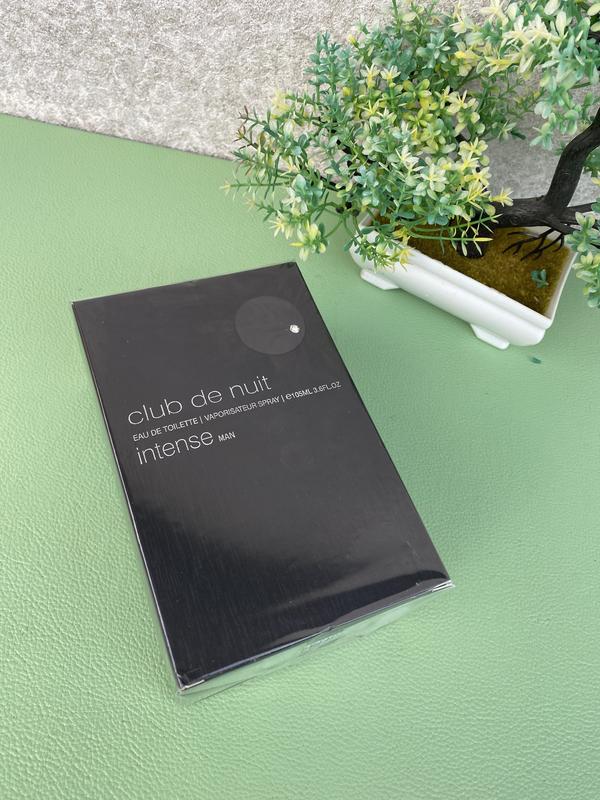 club de nuit
EAU DE TOILETTE | VAPORISATEUR SPRAY | ℮105ML 3.6FL.OZ
intense MAN